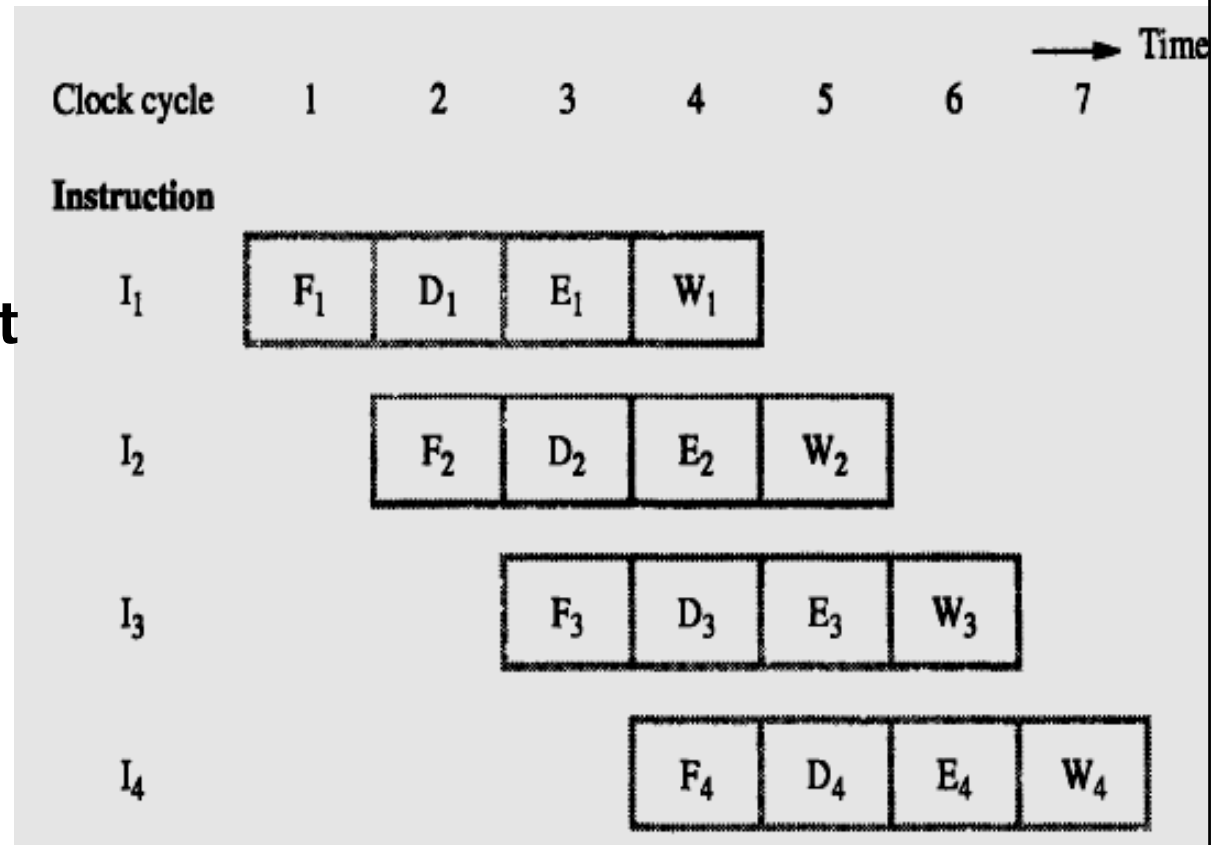 Time
Clock cycle 1 2 3 4 5 6 7
Instruction
I1 F1 D1 E1 W1
t
I2 F2 D2 E2 W2
I3 F3 D3 E3 W3
I4 F4 D4 E4 W4